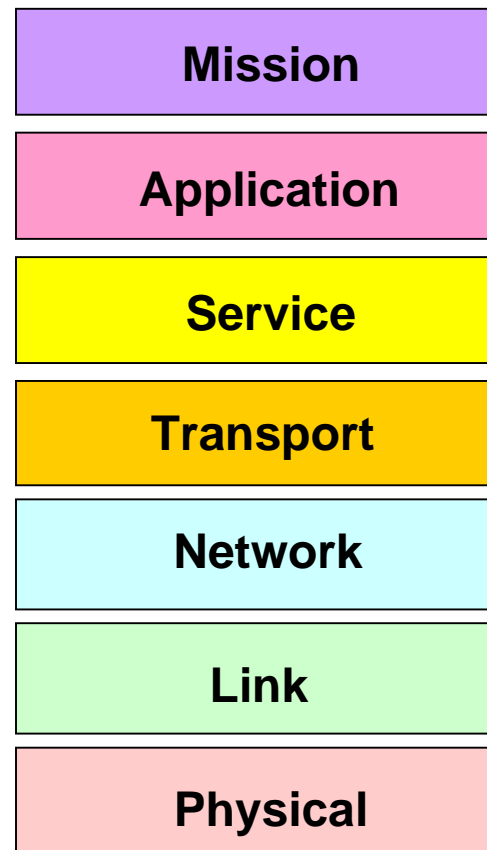 Mission
Application
Service
Transport
Network
Link
Physical